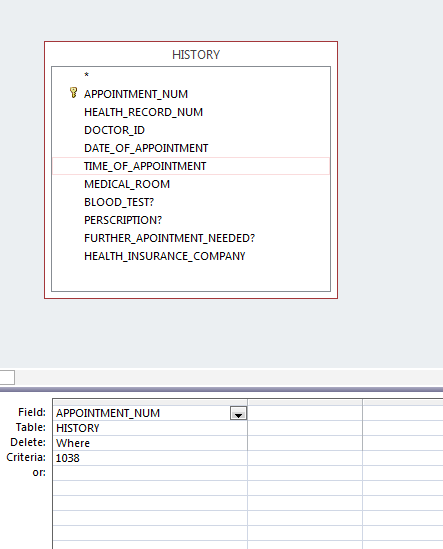 HISTORY
*
APPOINTMENT_NUM
HEALTH_RECORD_NUM
DOCTOR_ID
DATE_OF_APPOINTMENT
TIME_OF_APPOINTMENT
MEDICAL_ROOM
BLOOD_TEST?
PERSCRIPTION?
FURTHER_APOINTMENT_NEEDED?
HEALTH_INSURANCE_COMPANY
Field: APPOINTMENT_NUM
Table: HISTORY
Delete: Where
Criteria: 1038
or: